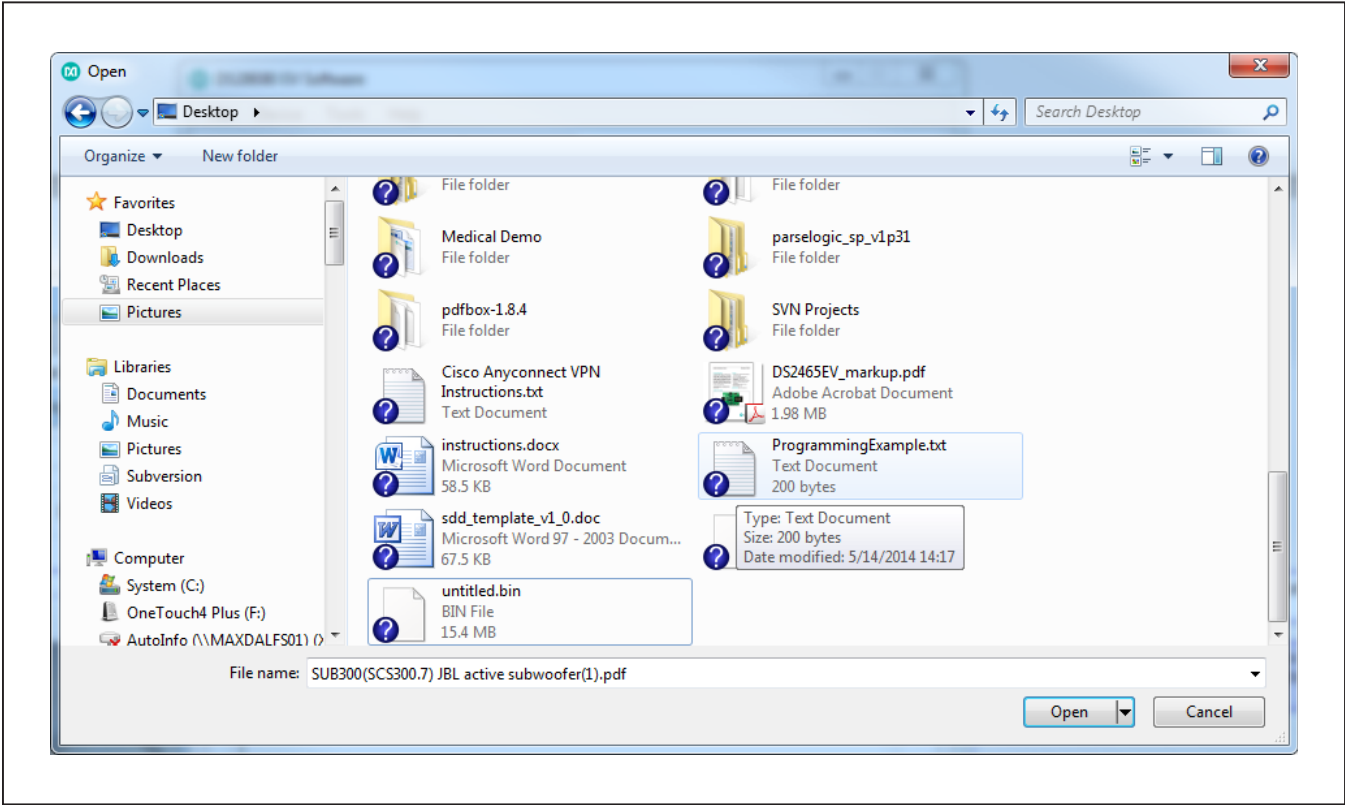 Open
Desktop
Search Desktop
Organize
New folder
Favorites
Desktop
Downloads
Recent Places
Pictures
Libraries
Documents
Music
Pictures
Subversion
Videos
Computer
System (C:)
OneTouch4 Plus (F:)
AutoInfo (\\MAXDALFS01) (
File folder
File folder
Medical Demo
File folder
parselogic_sp_v1p31
File folder
pdfbox-1.8.4
File folder
SVN Projects
File folder
Cisco Anyconnect VPN
Instructions.txt
Text Document
DS2465EV_markup.pdf
Adobe Acrobat Document
1.98 MB
instructions.docx
Microsoft Word Document
58.5 KB
ProgrammingExample.txt
Text Document
200 bytes
sdd_template_v1_0.doc
Microsoft Word 97 - 2003 Docum...
67.5 KB
Type: Text Document
Size: 200 bytes
Date modified: 5/14/2014 14:17
untitled.bin
BIN File
15.4 MB
File name: SUB300(SCS300.7) JBL active subwoofer(1).pdf
Open
Cancel